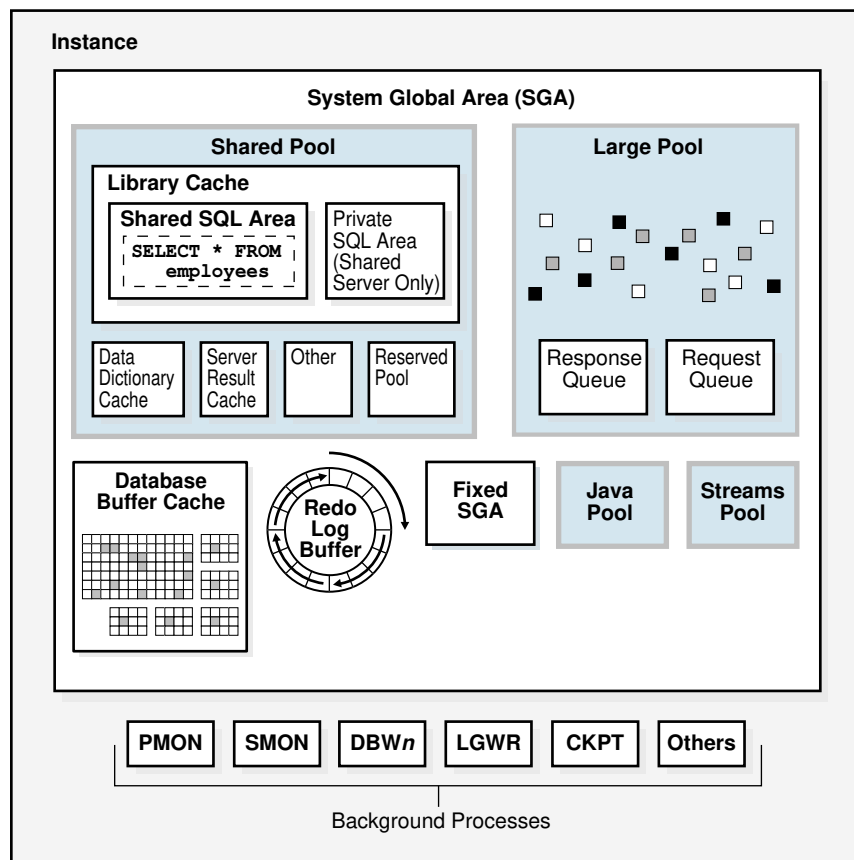 Instance
System Global Area (SGA)
Shared Pool
Library Cache
Shared SQL Area
SELECT * FROM
employees
Private
SQL Area
(Shared
Server Only)
Data
Dictionary
Cache
Server
Result
Cache
Other
Reserved
Pool
Large Pool
Response
Queue
Request
Queue
Database
Buffer Cache
Redo
Log
Buffer
Fixed
SGA
Java
Pool
Streams
Pool
PMON
SMON
DBWn
LGWR
CKPT
Others
Background Processes